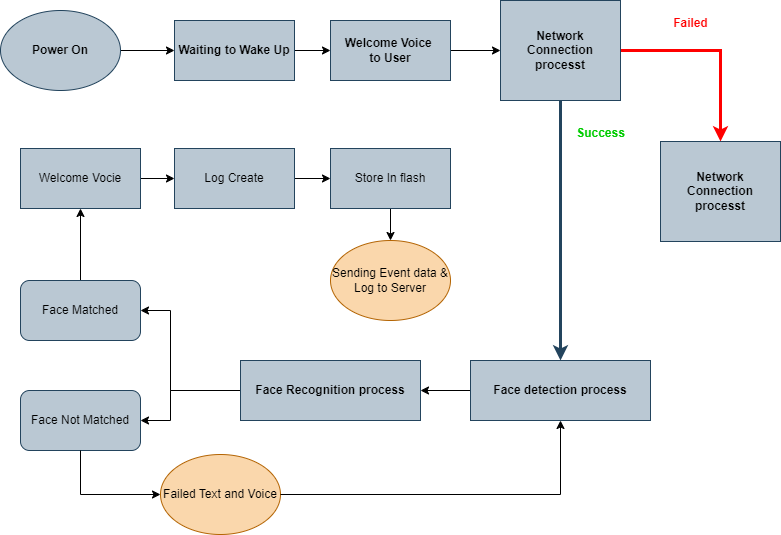 Power On
Waiting to Wake Up
Welcome Voice
to User
Network
Connection
processt
Failed
Success
Network
Connection
processt
Welcome Vocie
Log Create
Store In flash
Sending Event data &
Log to Server
Face Matched
Face Recognition process
Face detection process
Face Not Matched
Failed Text and Voice